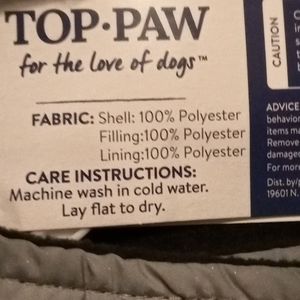 TOP·PAW
for the love of dogs™
FABRIC: Shell: 100% Polyester
Filling:100% Polyester
Lining:100% Polyester
CARE INSTRUCTIONS:
Machine wash in cold water.
Lay flat to dry.
CAUTION
ADVICE
behavior
items ma
Remove
damage
For more
Dist. by/
19601 N.